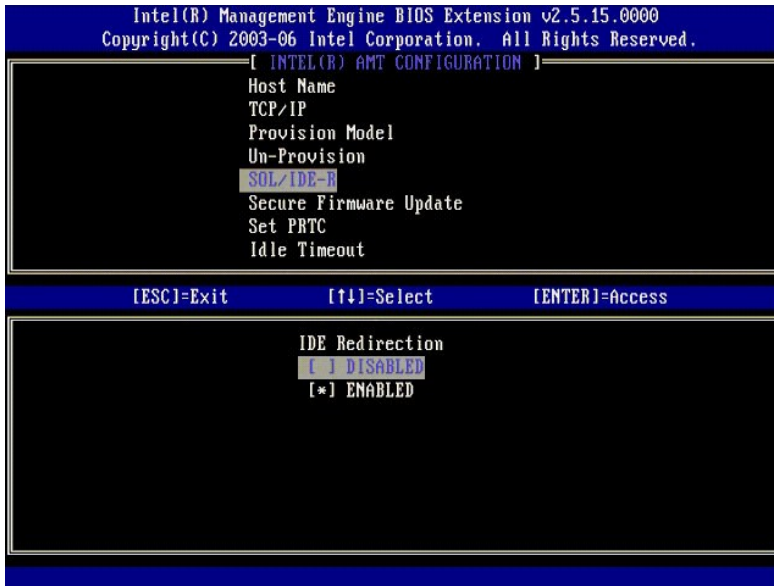 Intel(R) Management Engine BIOS Extension v2.5.15.0000
Copyright(C) 2003-06 Intel Corporation. All Rights Reserved.
[ INTEL(R) AMT CONFIGURATION ]
Host Name
TCP/IP
Provision Model
Un-Provision
SOL/IDE-R
Secure Firmware Update
Set PRTC
Idle Timeout
[ESC]=Exit [↑↓]=Select [ENTER]=Access
IDE Redirection
[ ] DISABLED
[*] ENABLED